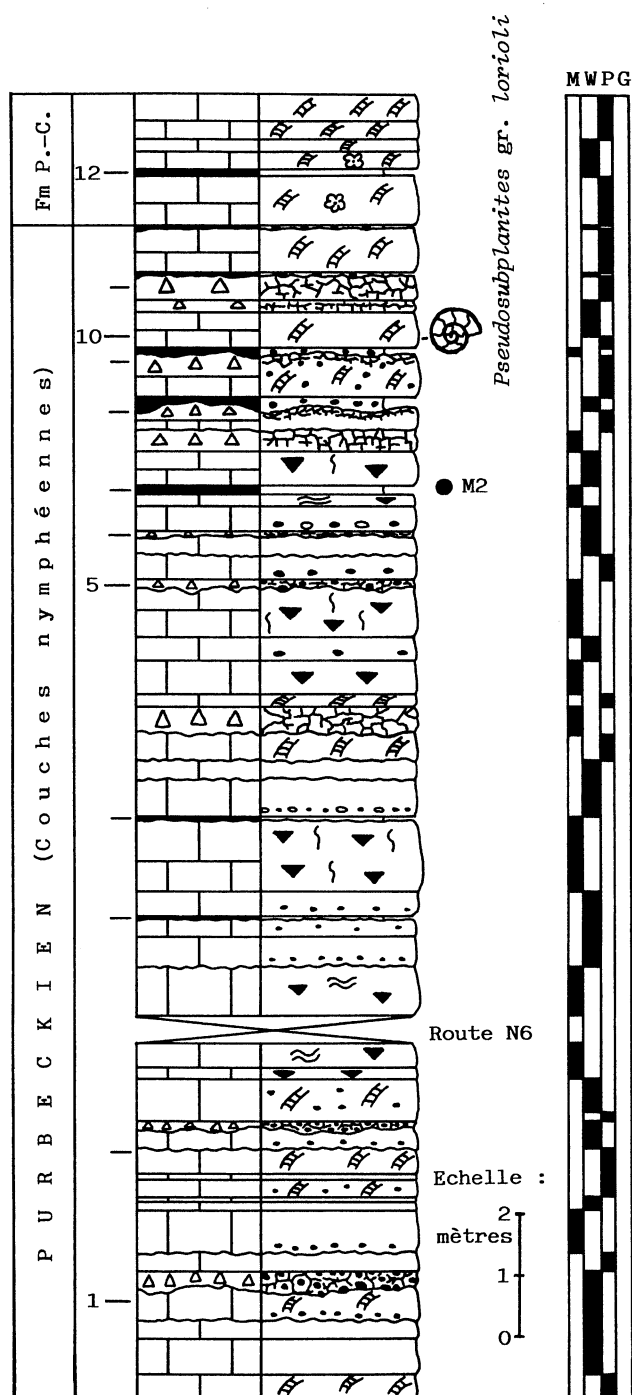 Pseudosubplanites gr. lorioli
MWPG
Fm P.-C.
12
10
PURBECKIEN (Couches nymphéennes)
M2
5
Route N6
Echelle :
2
mètres
1
0
1